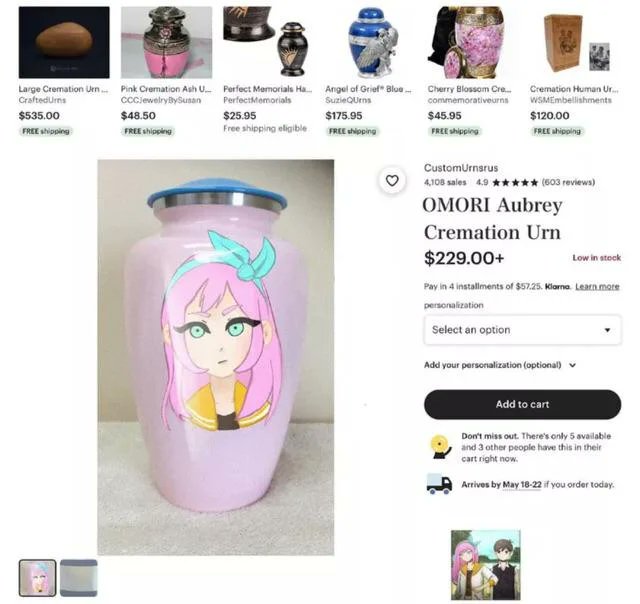 Large Cremation Urn ...
CraftedUrns
$535.00
FREE shipping
Pink Cremation Ash U...
CCCJewelryBySusan
$48.50
FREE shipping
Perfect Memorials Ha...
PerfectMemorials
$25.95
Free shipping eligible
Angel of Grief® Blue ...
SuzieQUrns
$175.95
FREE shipping
Cherry Blossom Cre...
commemorativeurns
$45.95
FREE shipping
Cremation Human Ur...
WSMEmbellishments
$120.00
FREE shipping
CustomUrnsrus
4,108 sales 4.9 ★★★★★ (603 reviews)
OMORI Aubrey
Cremation Urn
$229.00+ Low in stock
Pay in 4 installments of $57.25. Klarna. Learn more
personalization
Select an option
Add your personalization (optional)
Add to cart
Don't miss out. There's only 5 available
and 3 other people have this in their
cart right now.
Arrives by May 18-22 if you order today.